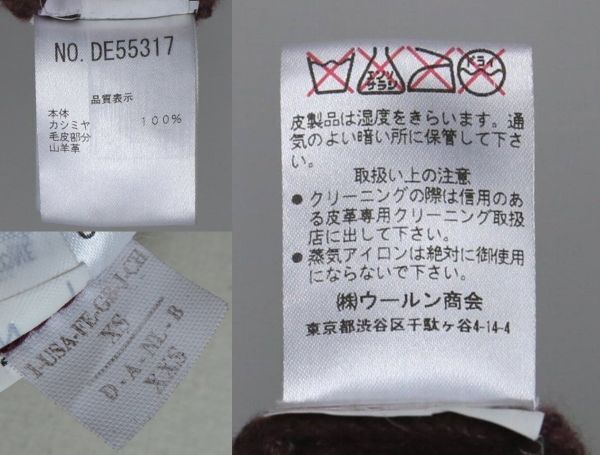 NO. DE55317
品質表示
本体
カシミヤ 100%
毛皮部分
山羊革
I-USA-FE-GB-J-CH
XS
D - A - NL - B
XXS
エンソ
サラシ
ドライ
皮製品は湿度をきらいます。通
気のよい暗い所に保管して下さ
い。
取扱い上の注意
● クリーニングの際は信用のあ
る皮革専用クリーニング取扱
店に出して下さい。
● 蒸気アイロンは絶対に御使用
にならないで下さい。
㈱ウールン商会
東京都渋谷区千駄ヶ谷4-14-4